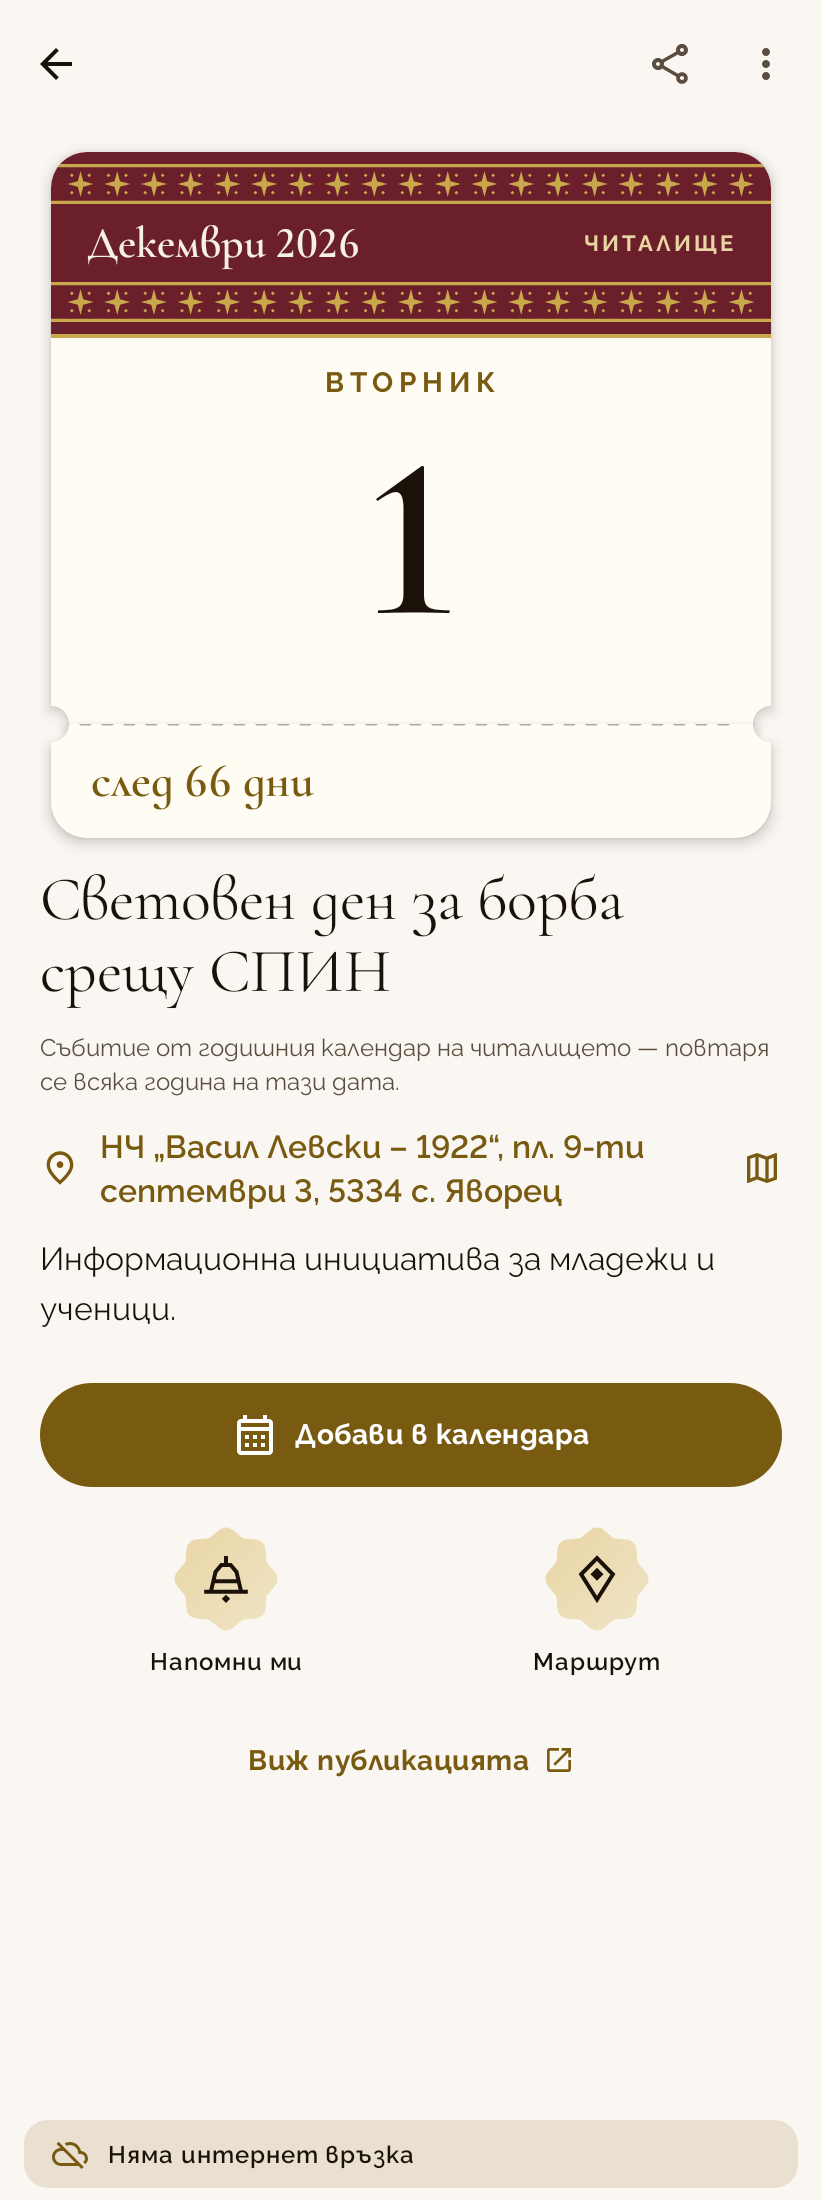 Декември 2026
ЧИТАЛИЩЕ
ВТОРНИК
1
след 66 дни
Световен ден за борба
срещу СПИН
Събитие от годишния календар на читалището — повтаря
се всяка година на тази дата.
НЧ „Васил Левски – 1922“, пл. 9-ти
септември 3, 5334 с. Яворец
Информационна инициатива за младежи и
ученици.
Добави в календара
Напомни ми
Маршрут
Виж публикацията
Няма интернет връзка